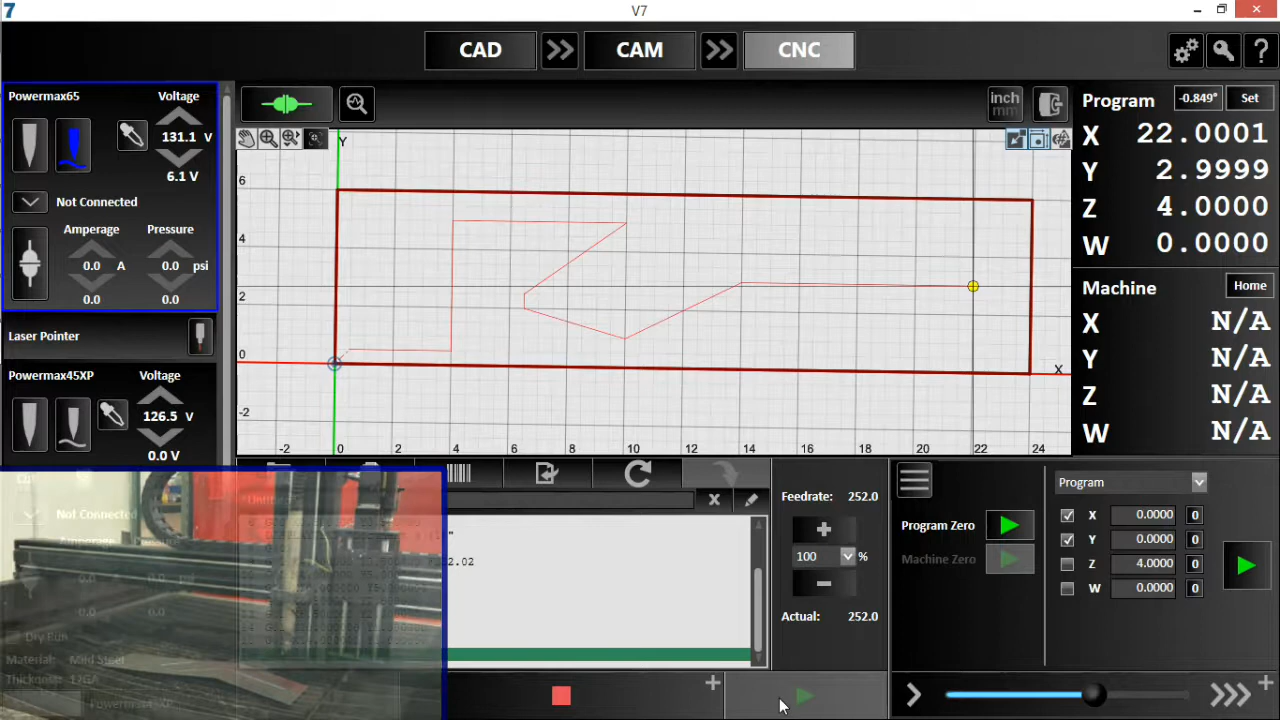 7
V7
CAD
CAM
CNC
?
Powermax65
Voltage
131.1 V
6.1 V
Not Connected
Amperage
Pressure
0.0 A
0.0 psi
0.0
0.0
Laser Pointer
Powermax45XP
Voltage
126.5 V
0.0 V
Not Connected
Dry Run
Material: Mild Steel
Thickness: 12GA
inch
mm
Y
6
4
2
0
-2
X
-2 0 2 4 6 8 10 12 14 16 18 20 22 24
Program
-0.849°
Set
X 22.0001
Y 2.9999
Z 4.0000
W 0.0000
Machine
Home
X N/A
Y N/A
Z N/A
W N/A
Feedrate: 252.0
100 %
Actual: 252.0
Program Zero
Machine Zero
Program
X 0.0000 0
Y 0.0000 0
Z 4.0000 0
W 0.0000 0